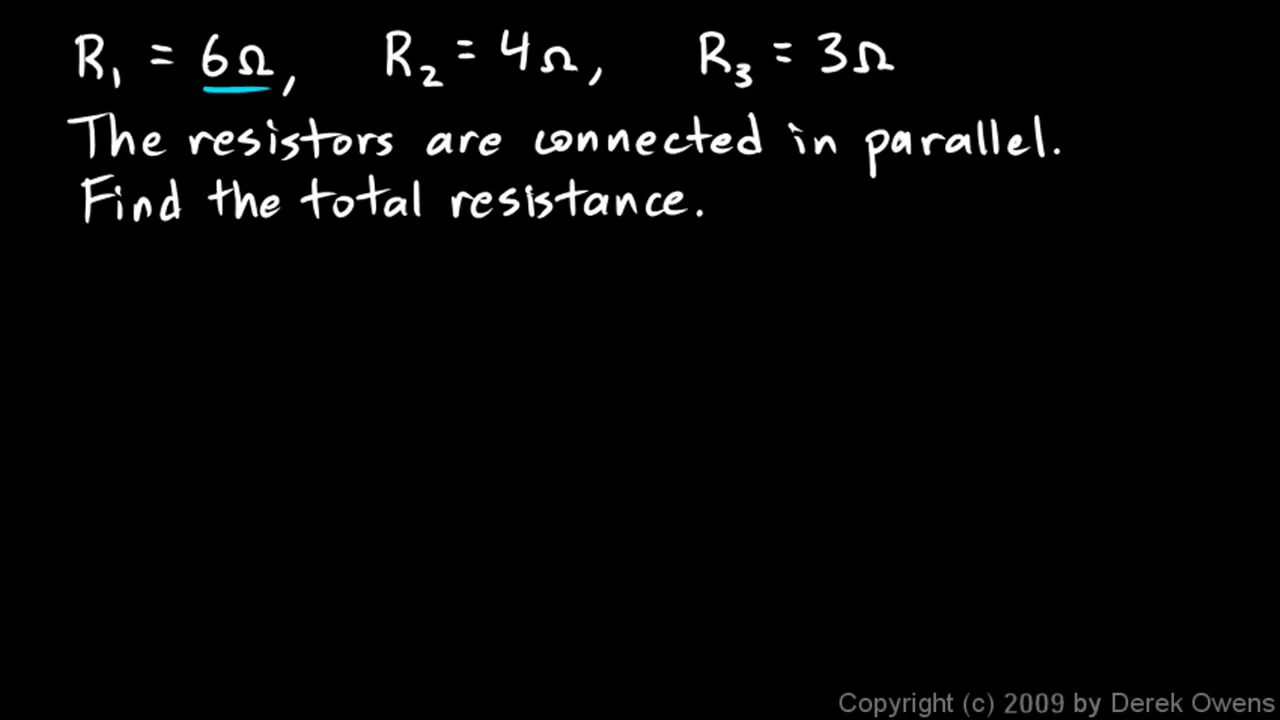 R₁ = 6Ω, R₂ = 4Ω, R₃ = 3Ω
The resistors are connected in parallel.
Find the total resistance.
Copyright (c) 2009 by Derek Owens